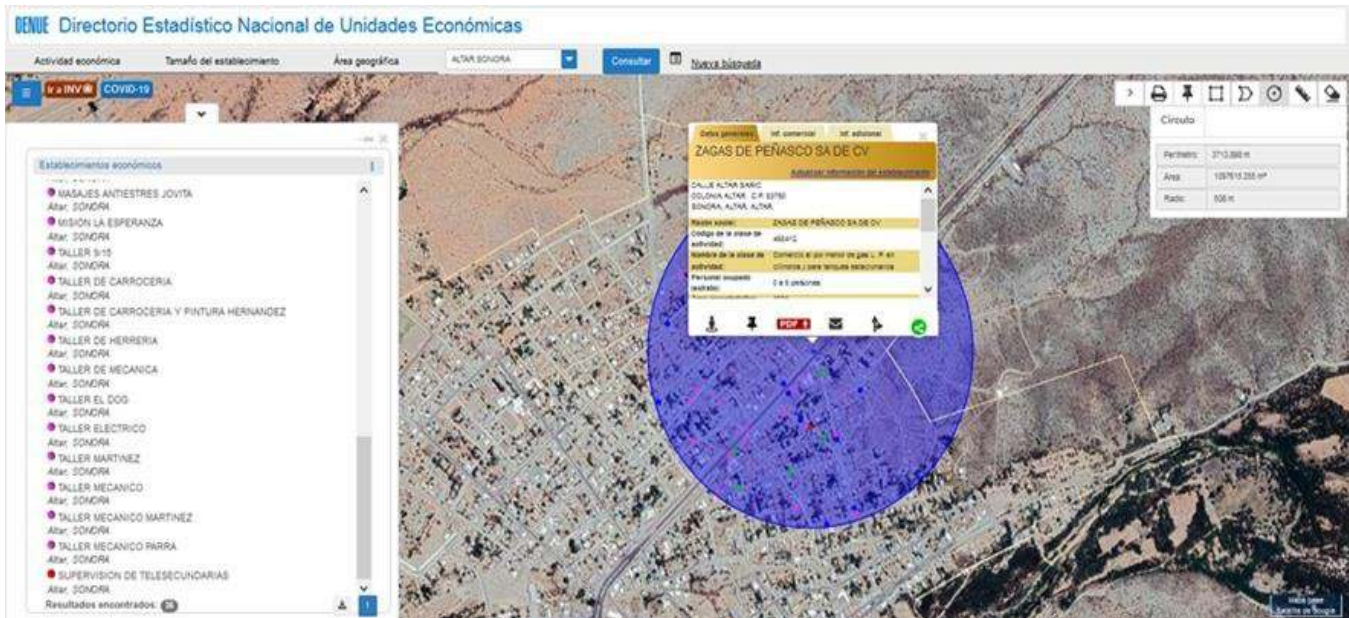 DENUE Directorio Estadístico Nacional de Unidades Económicas
Actividad económica Tamaño del establecimiento Área geográfica ALTAR SONORA Consultar Nueva búsqueda
Ir a INV COVID-19
Establecimientos económicos
MASAJES ANTIESTRES JOVITA
Altar, SONORA
MISION LA ESPERANZA
Altar, SONORA
TALLER 9/15
Altar, SONORA
TALLER DE CARROCERIA
Altar, SONORA
TALLER DE CARROCERIA Y PINTURA HERNANDEZ
Altar, SONORA
TALLER DE HERRERIA
Altar, SONORA
TALLER DE MECANICA
Altar, SONORA
TALLER EL DOG
Altar, SONORA
TALLER ELECTRICO
Altar, SONORA
TALLER MARTINEZ
Altar, SONORA
TALLER MECANICO
Altar, SONORA
TALLER MECANICO MARTINEZ
Altar, SONORA
TALLER MECANICO PARRA
Altar, SONORA
SUPERVISION DE TELESECUNDARIAS
Altar, SONORA
Resultados encontrados:
1
Datos generales Inf. comercial Inf. adicional
ZAGAS DE PEÑASCO SA DE CV
Actualizar información del establecimiento
CALLE ALTAR SARIC
COLONIA ALTAR C.P. 83750
SONORA, ALTAR, ALTAR
Razón social: ZAGAS DE PEÑASCO SA DE CV
Código de la clase de
actividad:
Nombre de la clase de Comercio al por menor de gas L. P. en
actividad: cilindros y para tanques estacionarios
Personal ocupado
(estrato): 0 a 5 personas
PDF
Círculo
Perímetro:
Área:
Radio:
Mapa base
Satélite de Google